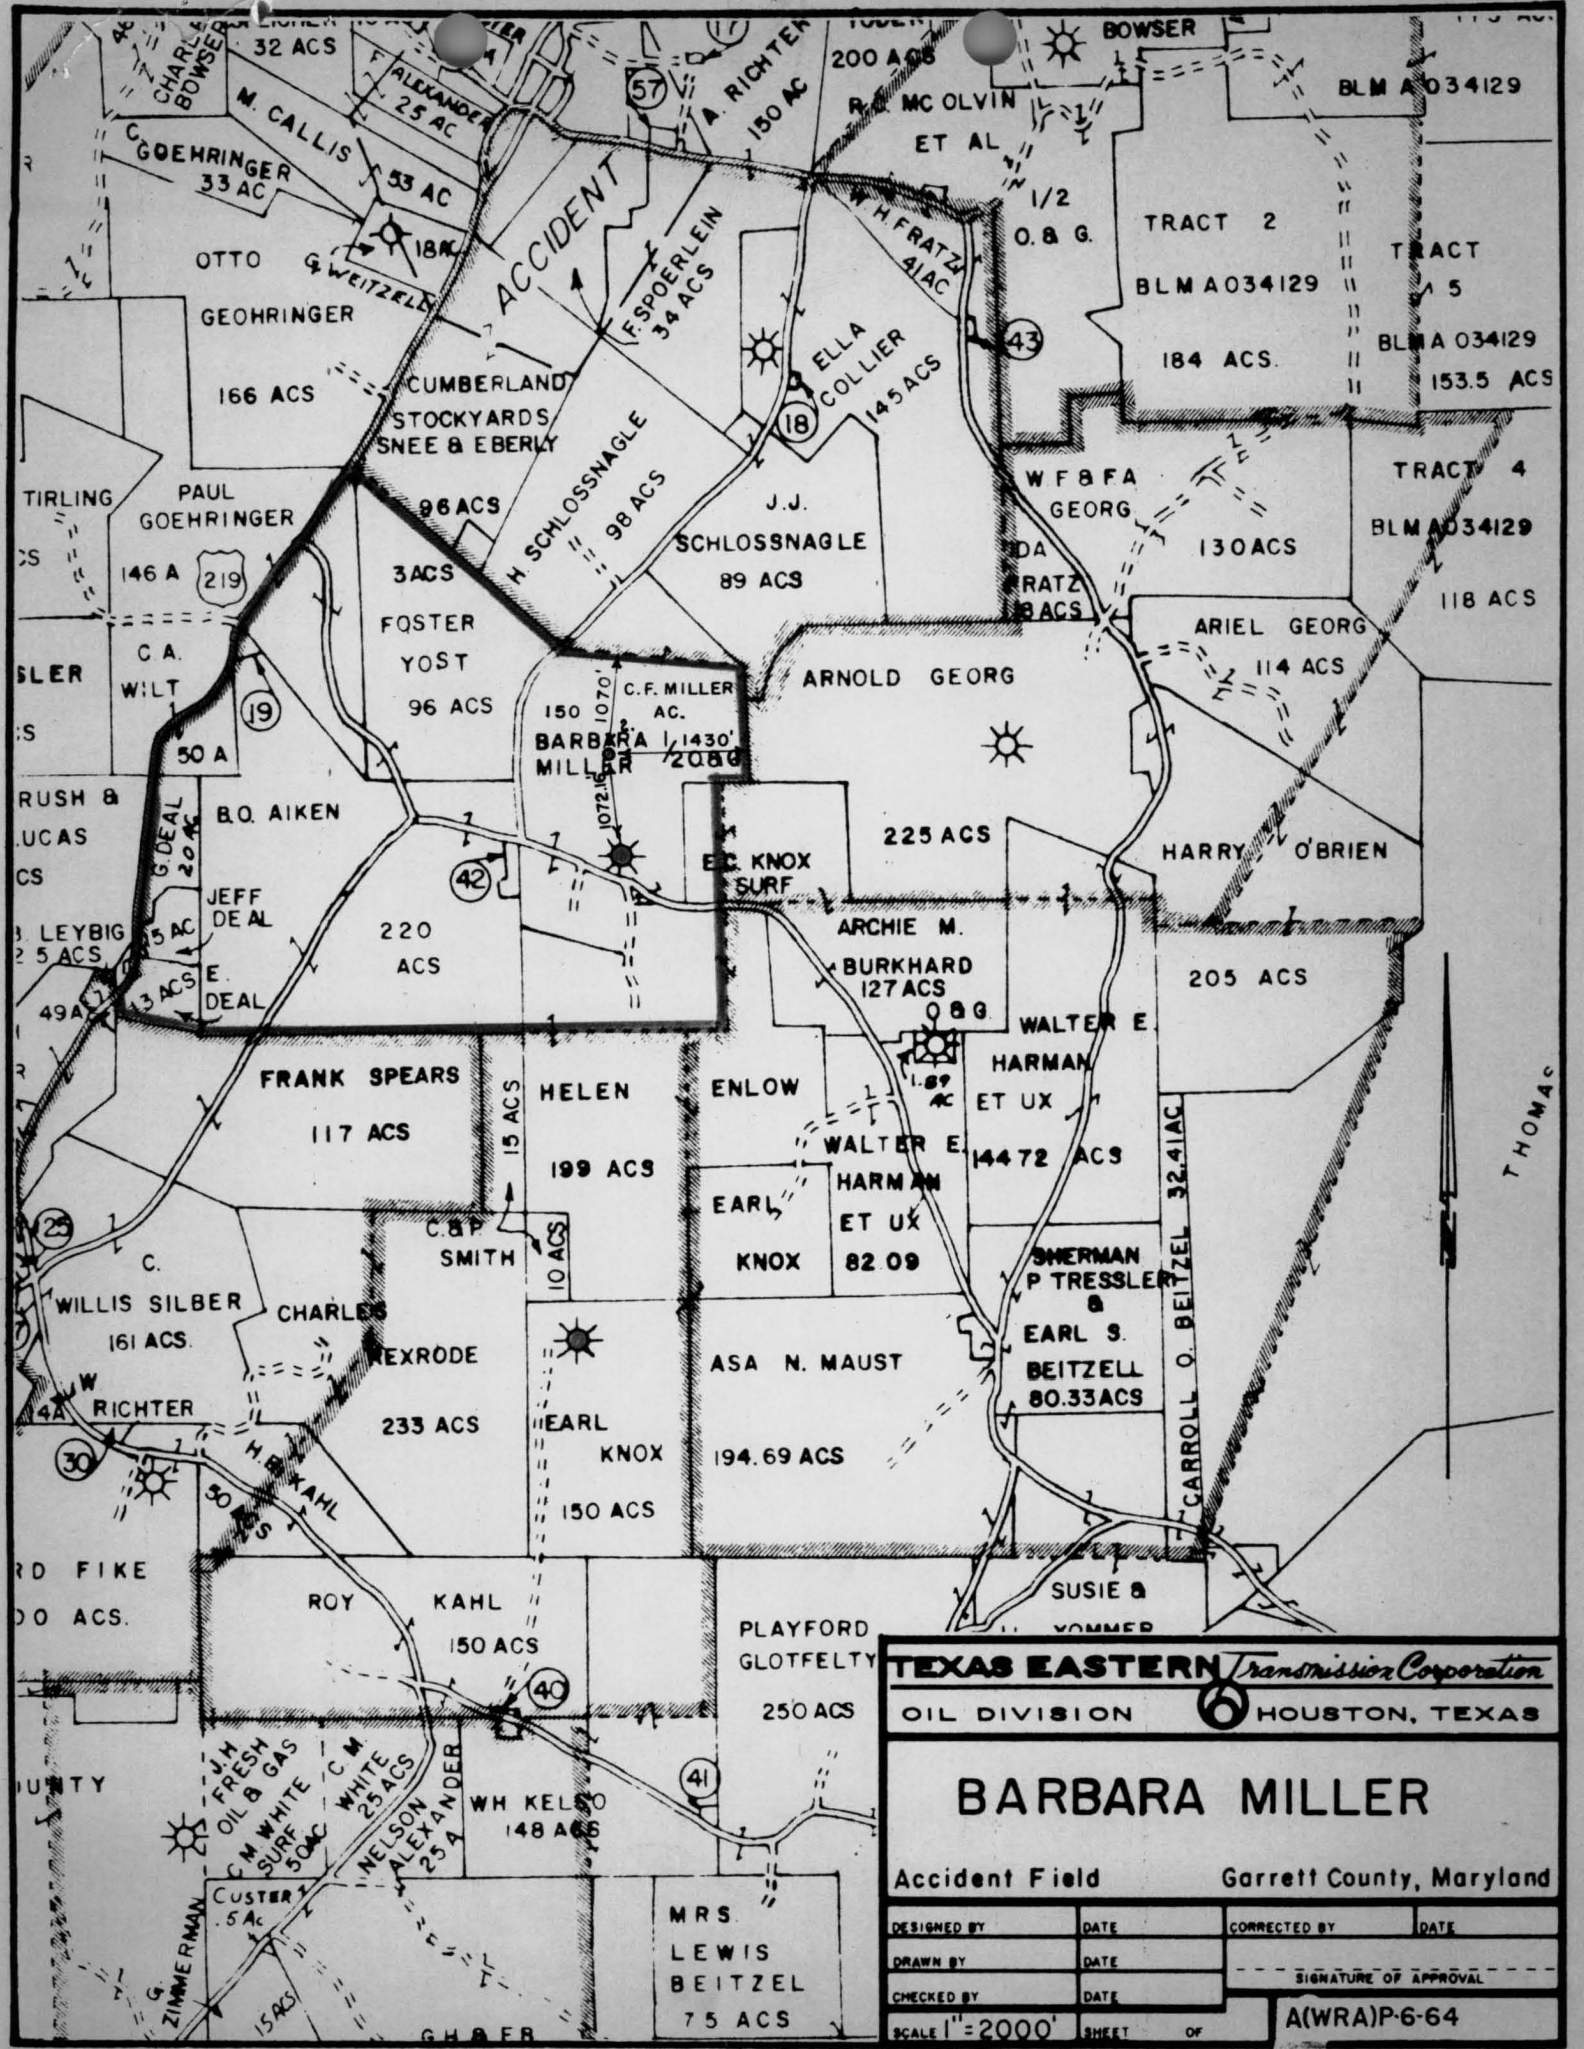 32 ACS
CHARLES
BOWSER
F ALEXANDER
25 AC
M. CALLIS
53 AC
C
GOEHRINGER
33 AC
18 AC
G. WEITZELL
OTTO
GEOHRINGER
166 ACS
ACCIDENT
57
17
A. RICHTER
150 AC
200 ACS
MC OLVIN
ET AL
1/2
O. & G.
BOWSER
BLM A 034129
TRACT 2
BLM A 034129
184 ACS.
TRACT
5
BLM A 034129
153.5 ACS
W. H. FRATZ
41 AC
43
F. SPOERLEIN
34 ACS
ELLA
COLLIER
145 ACS
18
CUMBERLAND
STOCKYARDS
SNEE & EBERLY
96 ACS
H. SCHLOSSNAGLE
98 ACS
J.J.
SCHLOSSNAGLE
89 ACS
W F & F A
GEORG
130 ACS
TRACT 4
BLM A 034129
118 ACS
TIRLING
PAUL
GOEHRINGER
146 A
219
3 ACS
FOSTER
YOST
96 ACS
ARIEL GEORG
114 ACS
C.A.
WILT
50 A
19
SLER
C.F. MILLER
150 AC.
BARBARA 1/2 O & G
MILLER
1070'
1430'
ARNOLD GEORG
225 ACS
HARRY O'BRIEN
205 ACS
RUSH &
UCAS
CS
G. DEAL
20 AC
B.O. AIKEN
220
ACS
JEFF
DEAL
5 AC
E.
DEAL
13 ACS
LEYBIG
49 A
42
E.C. KNOX
SURF
ARCHIE M.
BURKHARD
127 ACS
O & G.
1.89
AC
WALTER E.
HARMAN
ET UX
144 72 ACS
FRANK SPEARS
117 ACS
15 ACS
HELEN
199 ACS
ENLOW
WALTER E.
HARMAN
ET UX
82.09
EARL
KNOX
THOMAS
CARROLL O. BEITZEL 32.41 AC
SHERMAN
P TRESSLER
&
EARL S.
BEITZELL
80.33 ACS
25
C.
WILLIS SILBER
161 ACS.
C. & P.
SMITH
10 ACS
CHARLES
REXRODE
233 ACS
EARL
KNOX
150 ACS
ASA N. MAUST
194.69 ACS
W
RICHTER
4A
30
H. B. KAHL
50 ACS
RD FIKE
00 ACS.
ROY KAHL
150 ACS
40
PLAYFORD
GLOTFELTY
250 ACS
SUSIE &
YOMMER
UNTY
J. H
FRESH
OIL & GAS
C M WHITE
SURF.
50 AC
C. M.
WHITE
25 ACS
NELSON
ALEXANDER
25 A
WH KELSO
148 ACS
41
G.
ZIMMERMAN
CUSTER
.5 Ac
15 ACS
G H & F B
MRS.
LEWIS
BEITZEL
75 ACS
TEXAS EASTERN Transmission Corporation
OIL DIVISION HOUSTON, TEXAS
BARBARA MILLER
Accident Field Garrett County, Maryland
DESIGNED BY DATE CORRECTED BY DATE
DRAWN BY DATE
SIGNATURE OF APPROVAL
CHECKED BY DATE
SCALE 1"=2000' SHEET OF
A(WRA)P-6-64